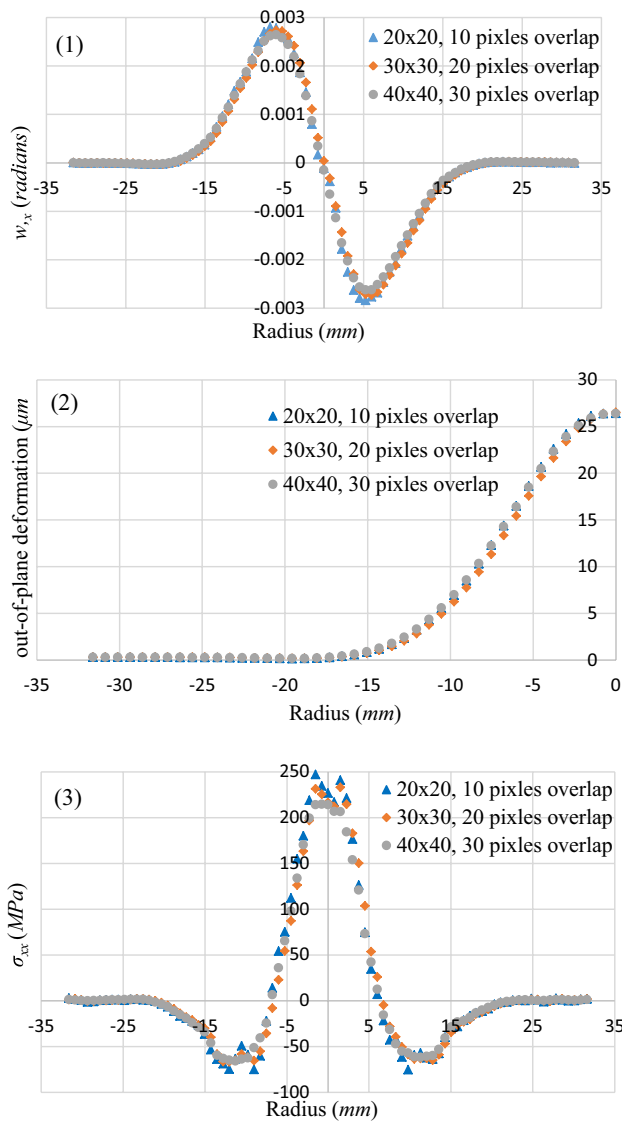 (1)
0.003
0.002
0.001
0
-0.001
-0.002
-0.003
20x20, 10 pixles overlap
30x30, 20 pixles overlap
40x40, 30 pixles overlap
-35 -25 -15 -5 5 15 25 35
w,x (radians)
Radius (mm)
(2)
30
25
20
15
10
5
0
20x20, 10 pixles overlap
30x30, 20 pixles overlap
40x40, 30 pixles overlap
out-of-plane deformation (μm
-35 -30 -25 -20 -15 -10 -5 0
Radius (mm)
(3)
250
200
150
100
50
0
-50
-100
20x20, 10 pixles overlap
30x30, 20 pixles overlap
40x40, 30 pixles overlap
σxx (MPa)
-35 -25 -15 -5 5 15 25 35
Radius (mm)